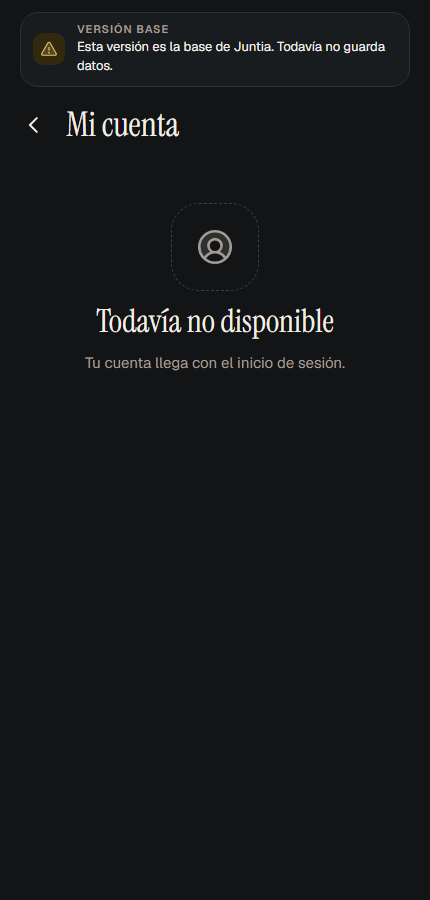 VERSIÓN BASE
Esta versión es la base de Juntia. Todavía no guarda
datos.
Mi cuenta
Todavía no disponible
Tu cuenta llega con el inicio de sesión.